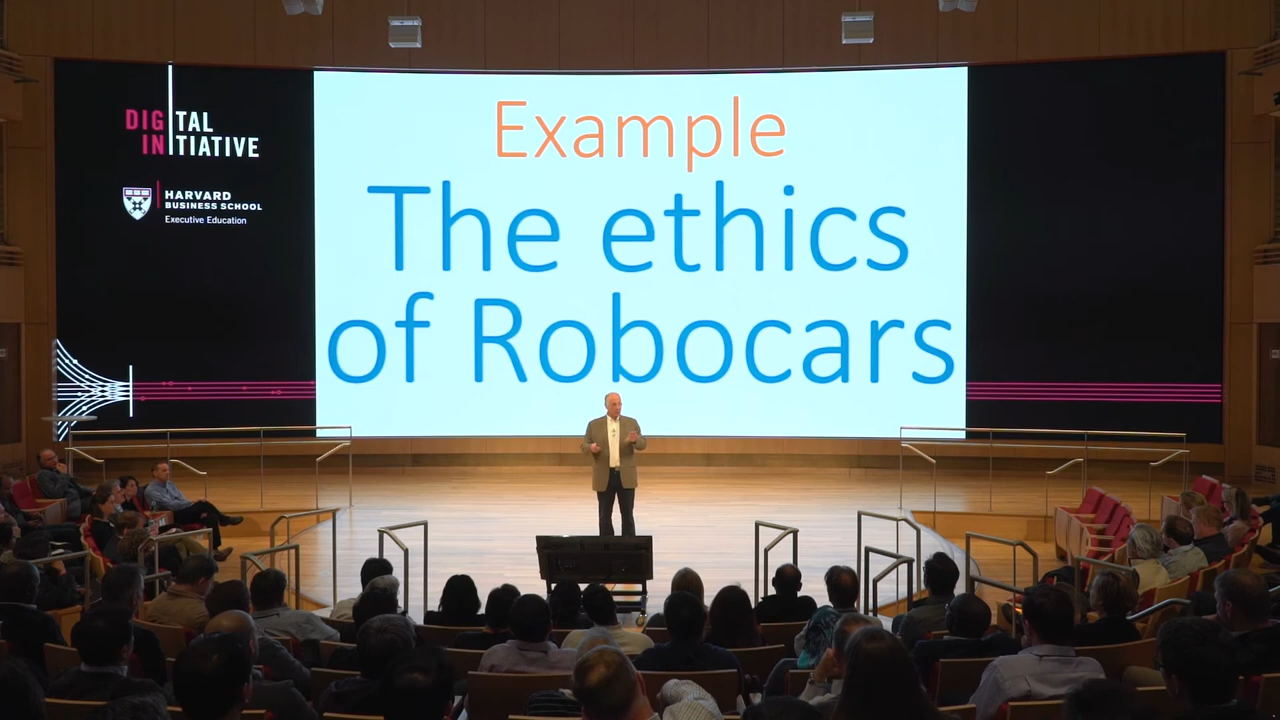 DIGITAL
INITIATIVE
HARVARD
BUSINESS SCHOOL
Executive Education
Example
The ethics
of Robocars